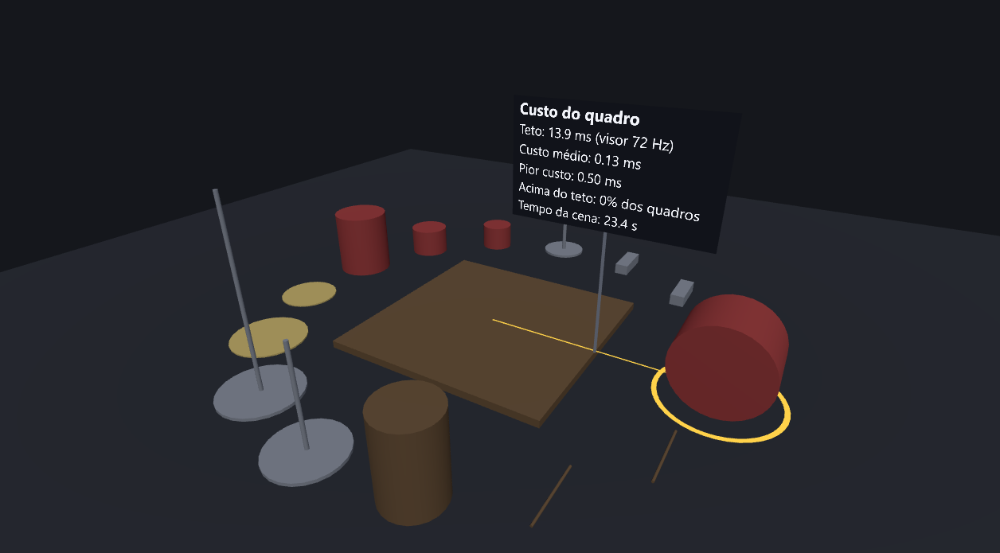 Custo do quadro
Teto: 13.9 ms (visor 72 Hz)
Custo médio: 0.13 ms
Pior custo: 0.50 ms
Acima do teto: 0% dos quadros
Tempo da cena: 23.4 s